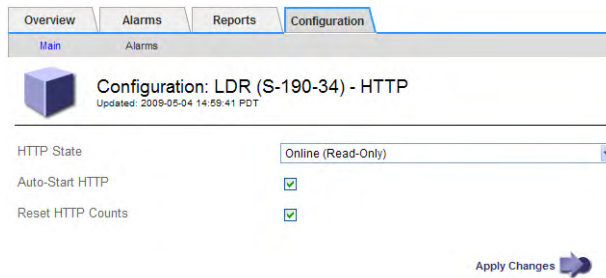 Overview Alarms Reports Configuration
Main Alarms
Configuration: LDR (S-190-34) - HTTP
Updated: 2009-05-04 14:59:41 PDT
HTTP State Online (Read-Only)
Auto-Start HTTP
Reset HTTP Counts
Apply Changes